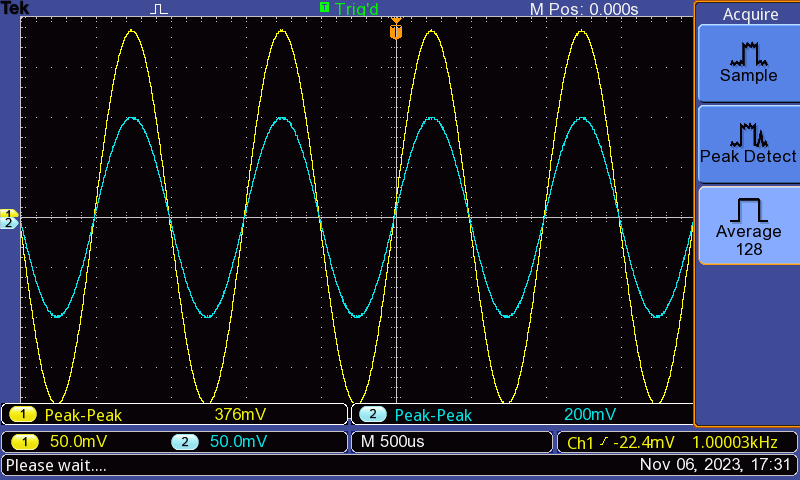 Tek Trig'd M Pos: 0.000s
Acquire
Sample
Peak Detect
Average
128
T
T
1
2
1 Peak-Peak 376mV 2 Peak-Peak 200mV
1 50.0mV 2 50.0mV M 500us Ch1 -22.4mV 1.00003kHz
Please wait.... Nov 06, 2023, 17:31